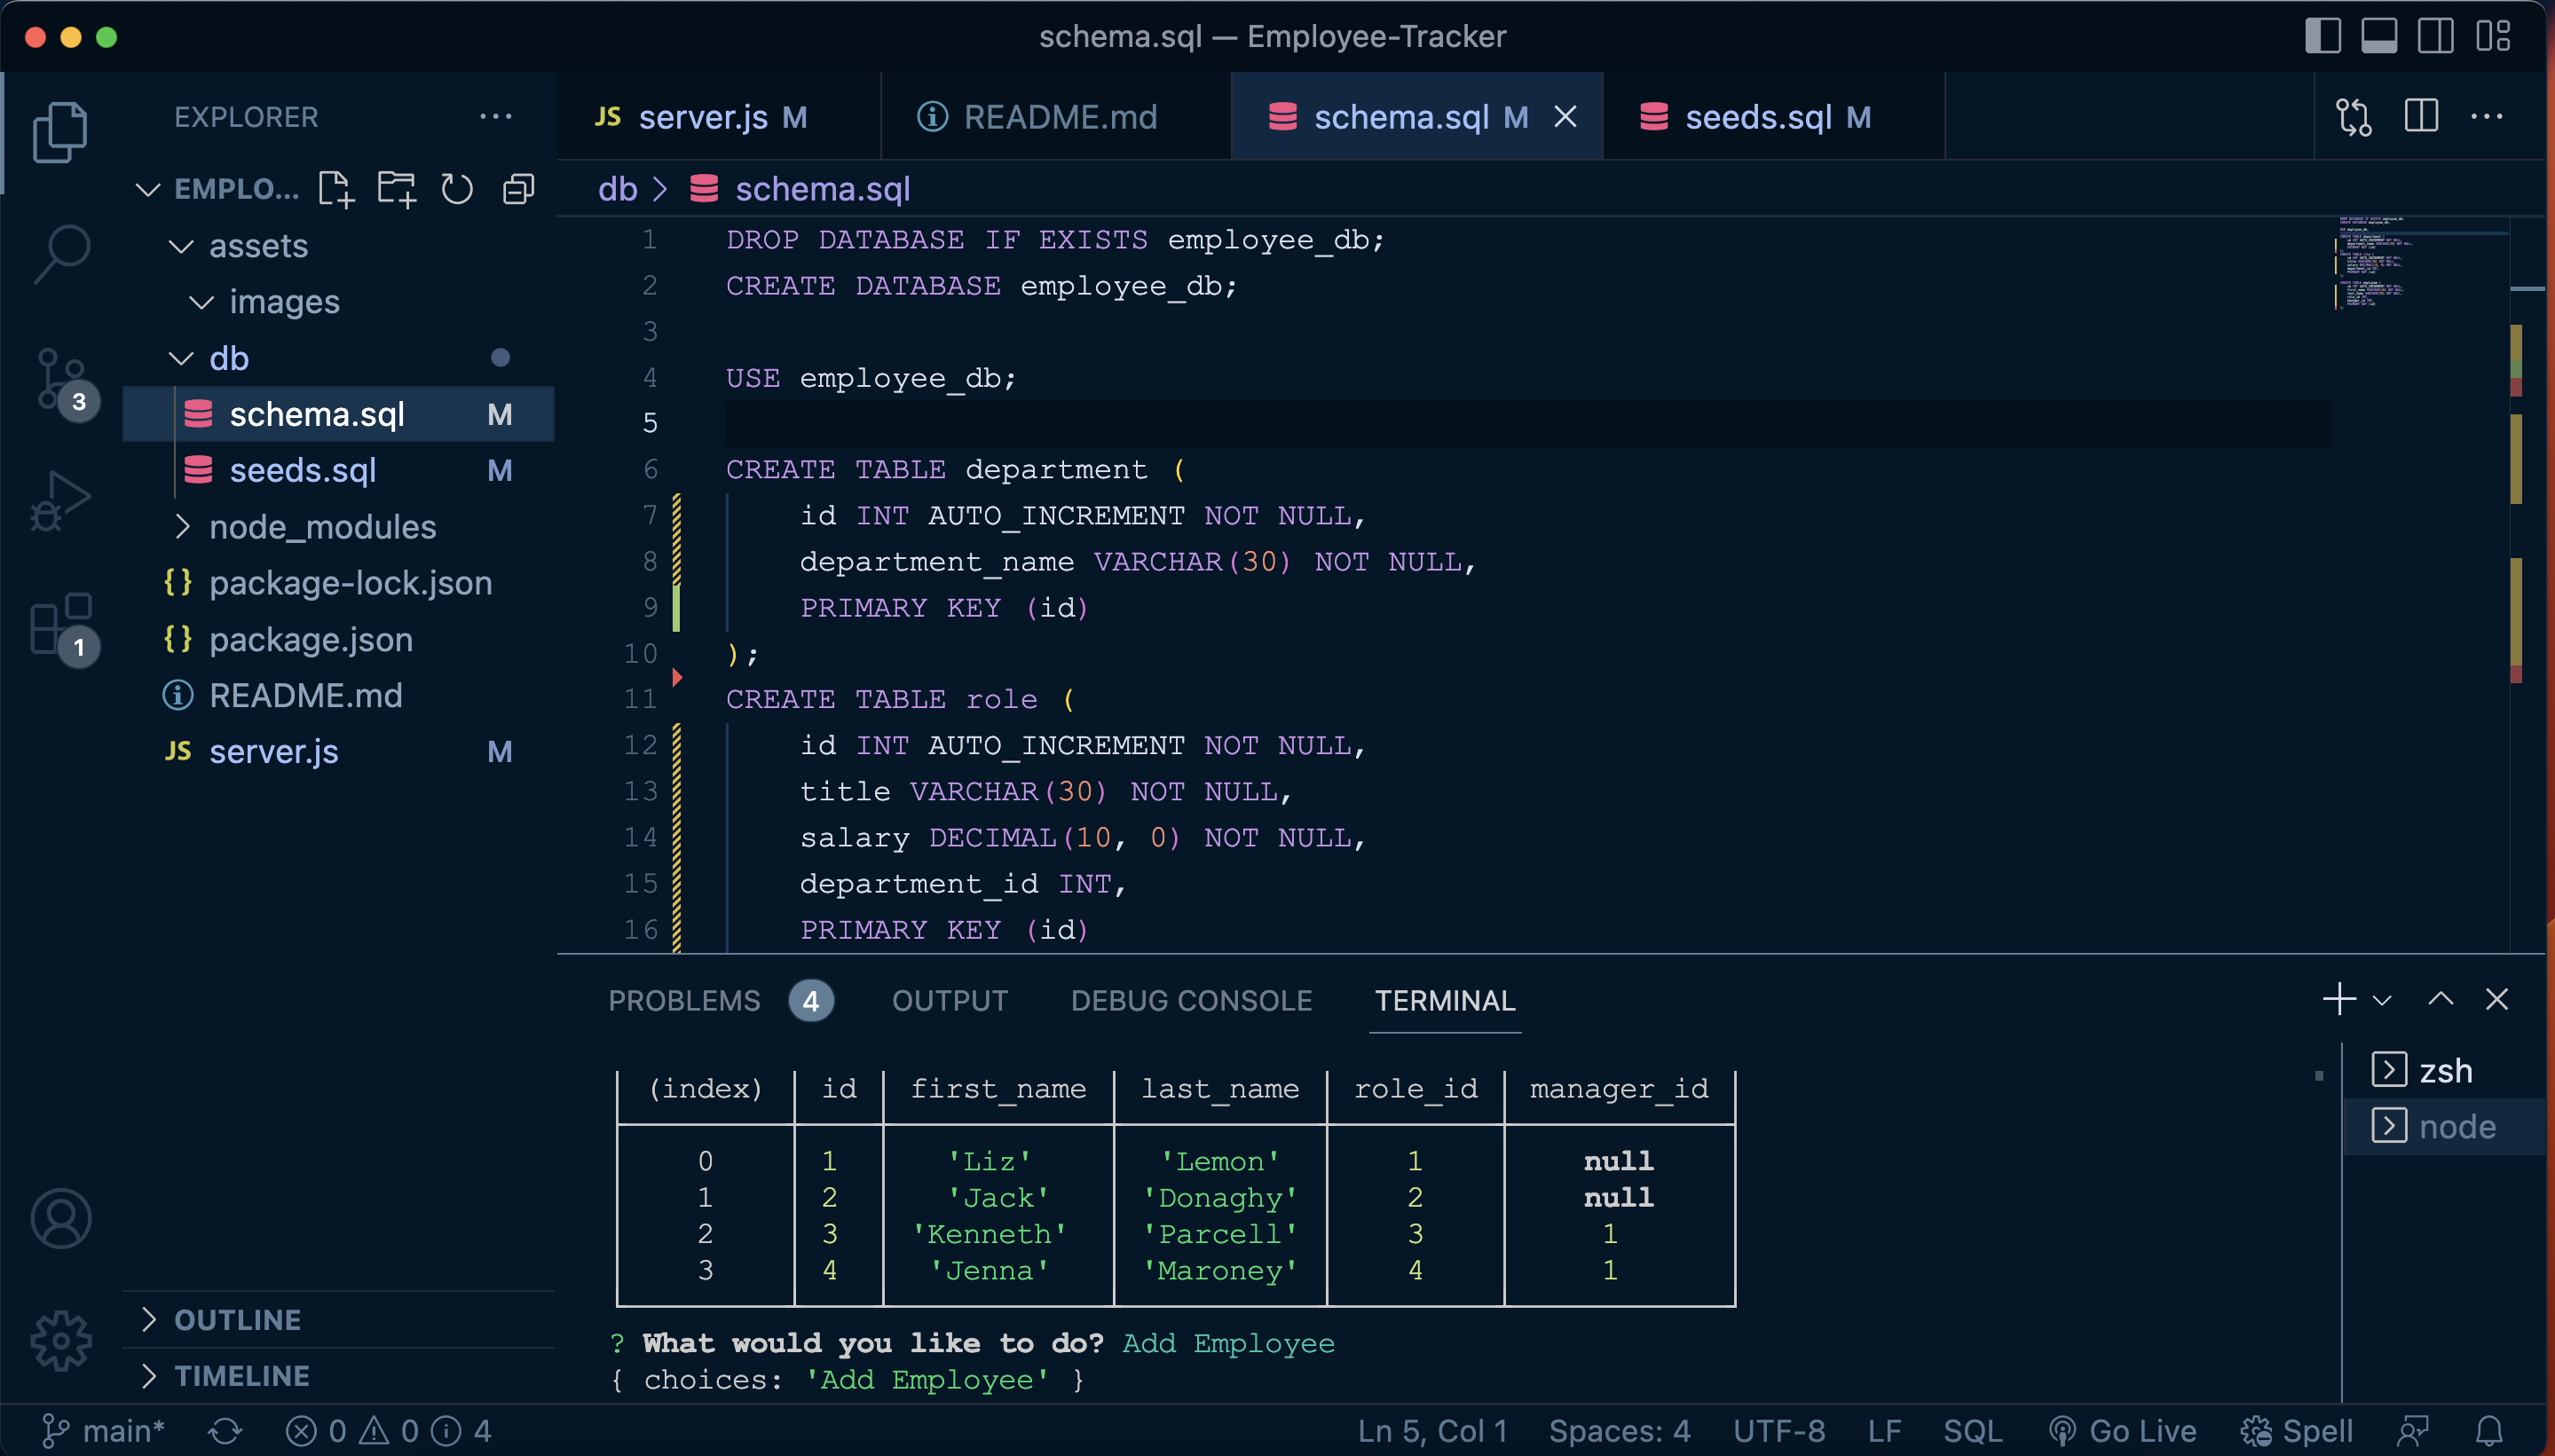 schema.sql — Employee-Tracker
EXPLORER
EMPLO...
assets
images
db
schema.sql M
seeds.sql M
node_modules
{} package-lock.json
{} package.json
README.md
JS server.js M
3
1
OUTLINE
TIMELINE
JS server.js M
README.md
schema.sql M
seeds.sql M
db > schema.sql
1 DROP DATABASE IF EXISTS employee_db;
2 CREATE DATABASE employee_db;
3
4 USE employee_db;
5
6 CREATE TABLE department (
7 id INT AUTO_INCREMENT NOT NULL,
8 department_name VARCHAR(30) NOT NULL,
9 PRIMARY KEY (id)
10 );
11 CREATE TABLE role (
12 id INT AUTO_INCREMENT NOT NULL,
13 title VARCHAR(30) NOT NULL,
14 salary DECIMAL(10, 0) NOT NULL,
15 department_id INT,
16 PRIMARY KEY (id)
PROBLEMS 4 OUTPUT DEBUG CONSOLE TERMINAL
(index) id first_name last_name role_id manager_id
0 1 'Liz' 'Lemon' 1 null
1 2 'Jack' 'Donaghy' 2 null
2 3 'Kenneth' 'Parcell' 3 1
3 4 'Jenna' 'Maroney' 4 1
? What would you like to do? Add Employee
{ choices: 'Add Employee' }
zsh
node
main* 0 0 4 Ln 5, Col 1 Spaces: 4 UTF-8 LF SQL Go Live Spell